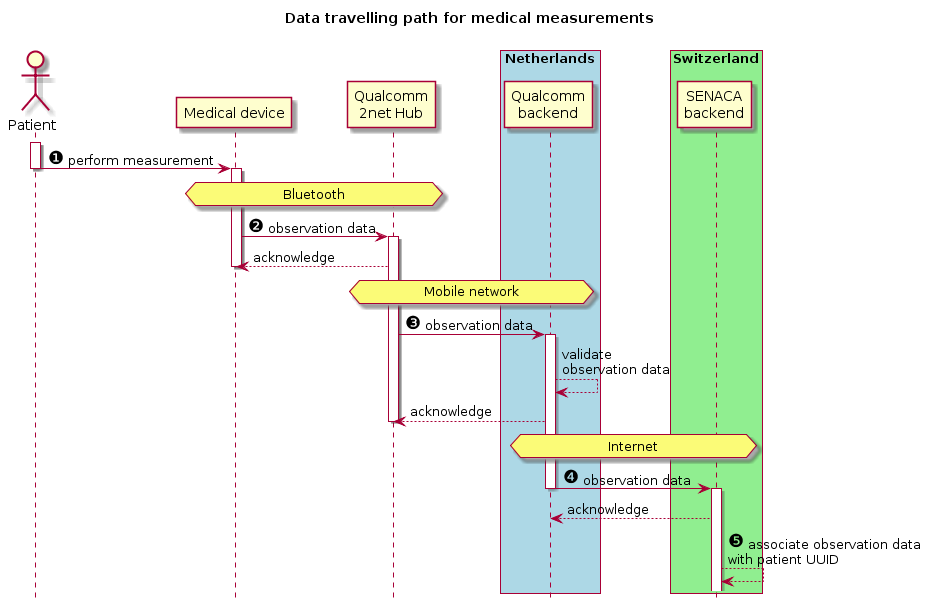 Data travelling path for medical measurements
Netherlands
Switzerland
Patient
Medical device
Qualcomm
2net Hub
Qualcomm
backend
SENACA
backend
❶ perform measurement
Bluetooth
❷ observation data
acknowledge
Mobile network
❸ observation data
validate
observation data
acknowledge
Internet
❹ observation data
acknowledge
❺ associate observation data
with patient UUID